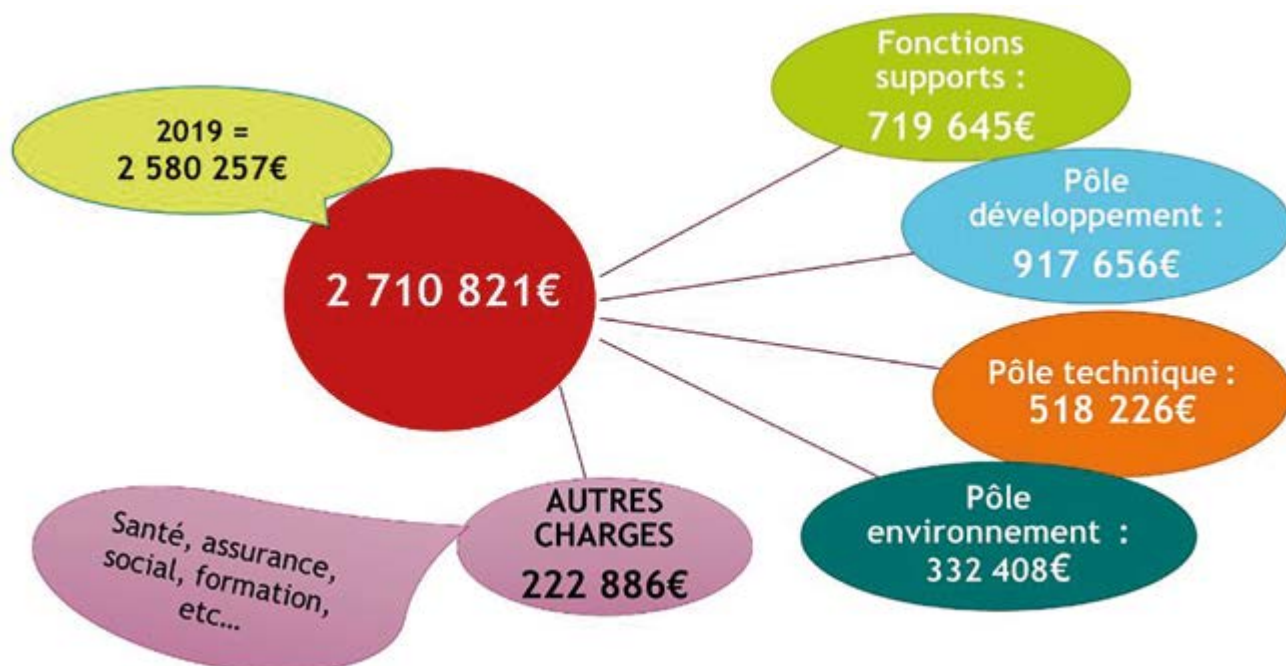 2019 =
2 580 257€
2 710 821€
Fonctions
supports :
719 645€
Pôle
développement :
917 656€
Pôle technique :
518 226€
Pôle
environnement :
332 408€
AUTRES
CHARGES
222 886€
Santé, assurance,
social, formation,
etc...